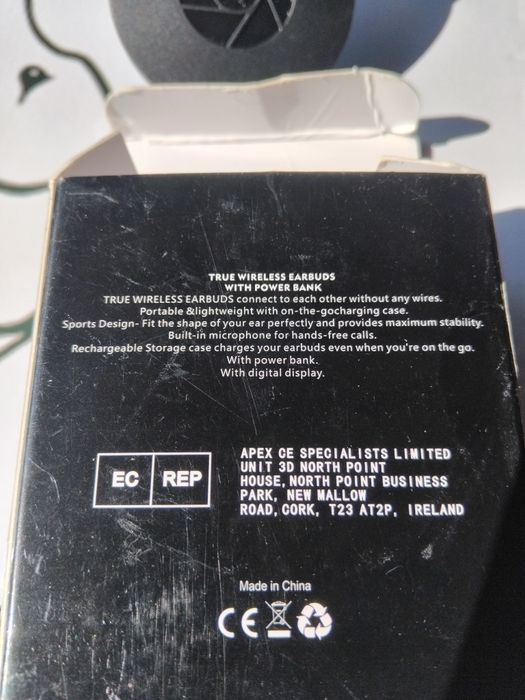 TRUE WIRELESS EARBUDS
WITH POWER BANK
TRUE WIRELESS EARBUDS connect to each other without any wires.
Portable &lightweight with on-the-gocharging case.
Sports Design- Fit the shape of your ear perfectly and provides maximum stability.
Built-in microphone for hands-free calls.
Rechargeable Storage case charges your earbuds even when you're on the go.
With power bank.
With digital display.
EC REP
APEX CE SPECIALISTS LIMITED
UNIT 3D NORTH POINT
HOUSE, NORTH POINT BUSINESS
PARK, NEW MALLOW
ROAD, CORK, T23 AT2P, IRELAND
Made in China
CE